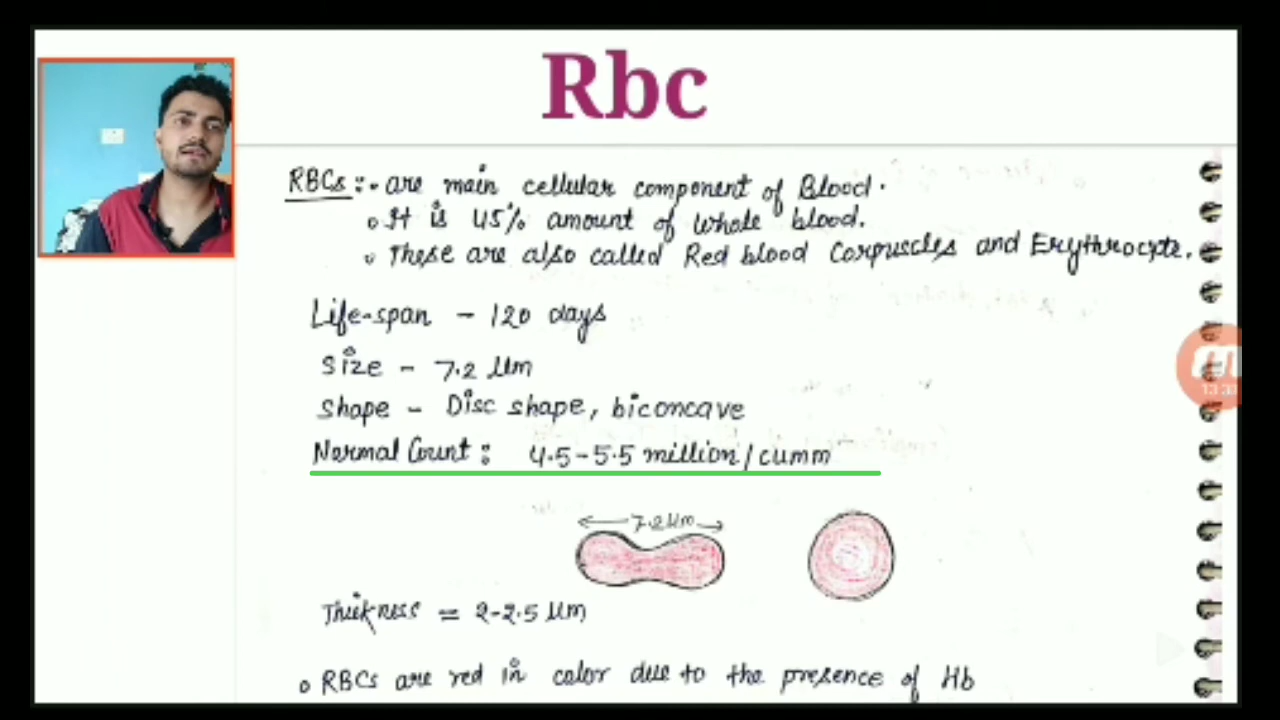 Rbc
RBCs :- are main cellular component of Blood.
It is 45% amount of whole blood.
These are also called Red blood Corpuscles and Erythrocyte.
Life-span - 120 days
Size - 7.2 µm
Shape - Disc shape, biconcave
Normal Count : 4.5-5.5 million/cumm
7.2 µm
Thickness = 2-2.5 µm
RBCs are red in color due to the presence of Hb